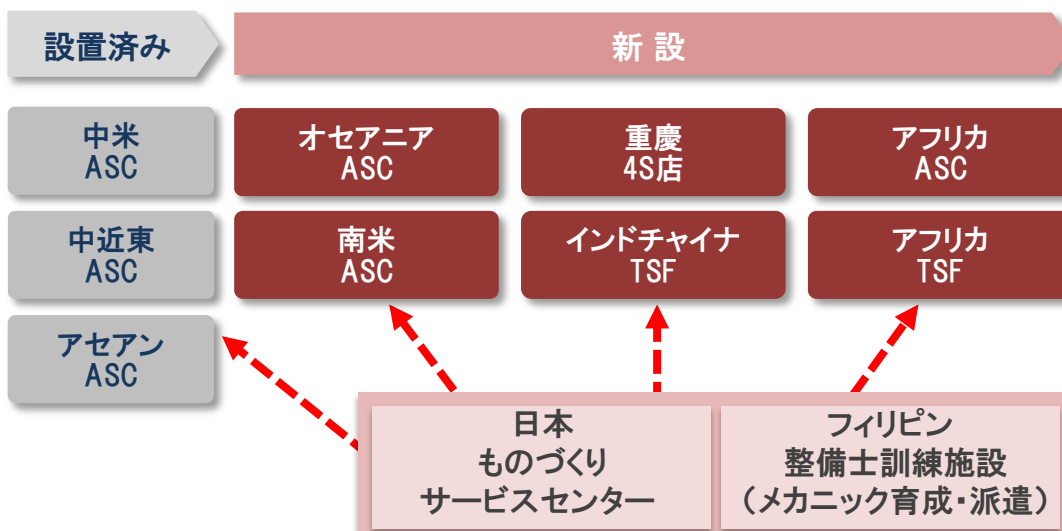 設置済み
新 設
中米
ASC
オセアニア
ASC
重慶
4S店
アフリカ
ASC
中近東
ASC
南米
ASC
インドチャイナ
TSF
アフリカ
TSF
アセアン
ASC
日本
ものづくり
サービスセンター
フィリピン
整備士訓練施設
(メカニック育成・派遣)